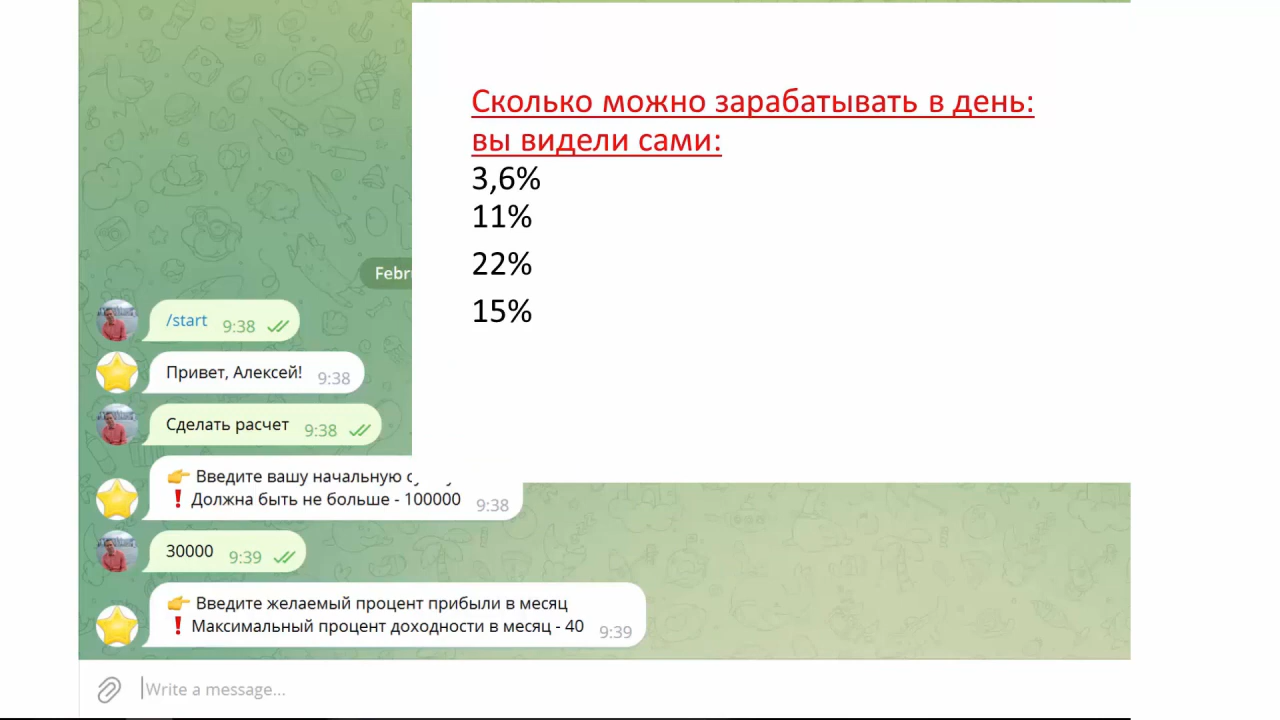 Сколько можно зарабатывать в день:
вы видели сами:
3,6%
11%
22%
15%
Febr
/start 9:38
Привет, Алексей! 9:38
Сделать расчет 9:38
Введите вашу начальную
Должна быть не больше - 100000 9:38
30000 9:39
Введите желаемый процент прибыли в месяц
Максимальный процент доходности в месяц - 40 9:39
Write a message...